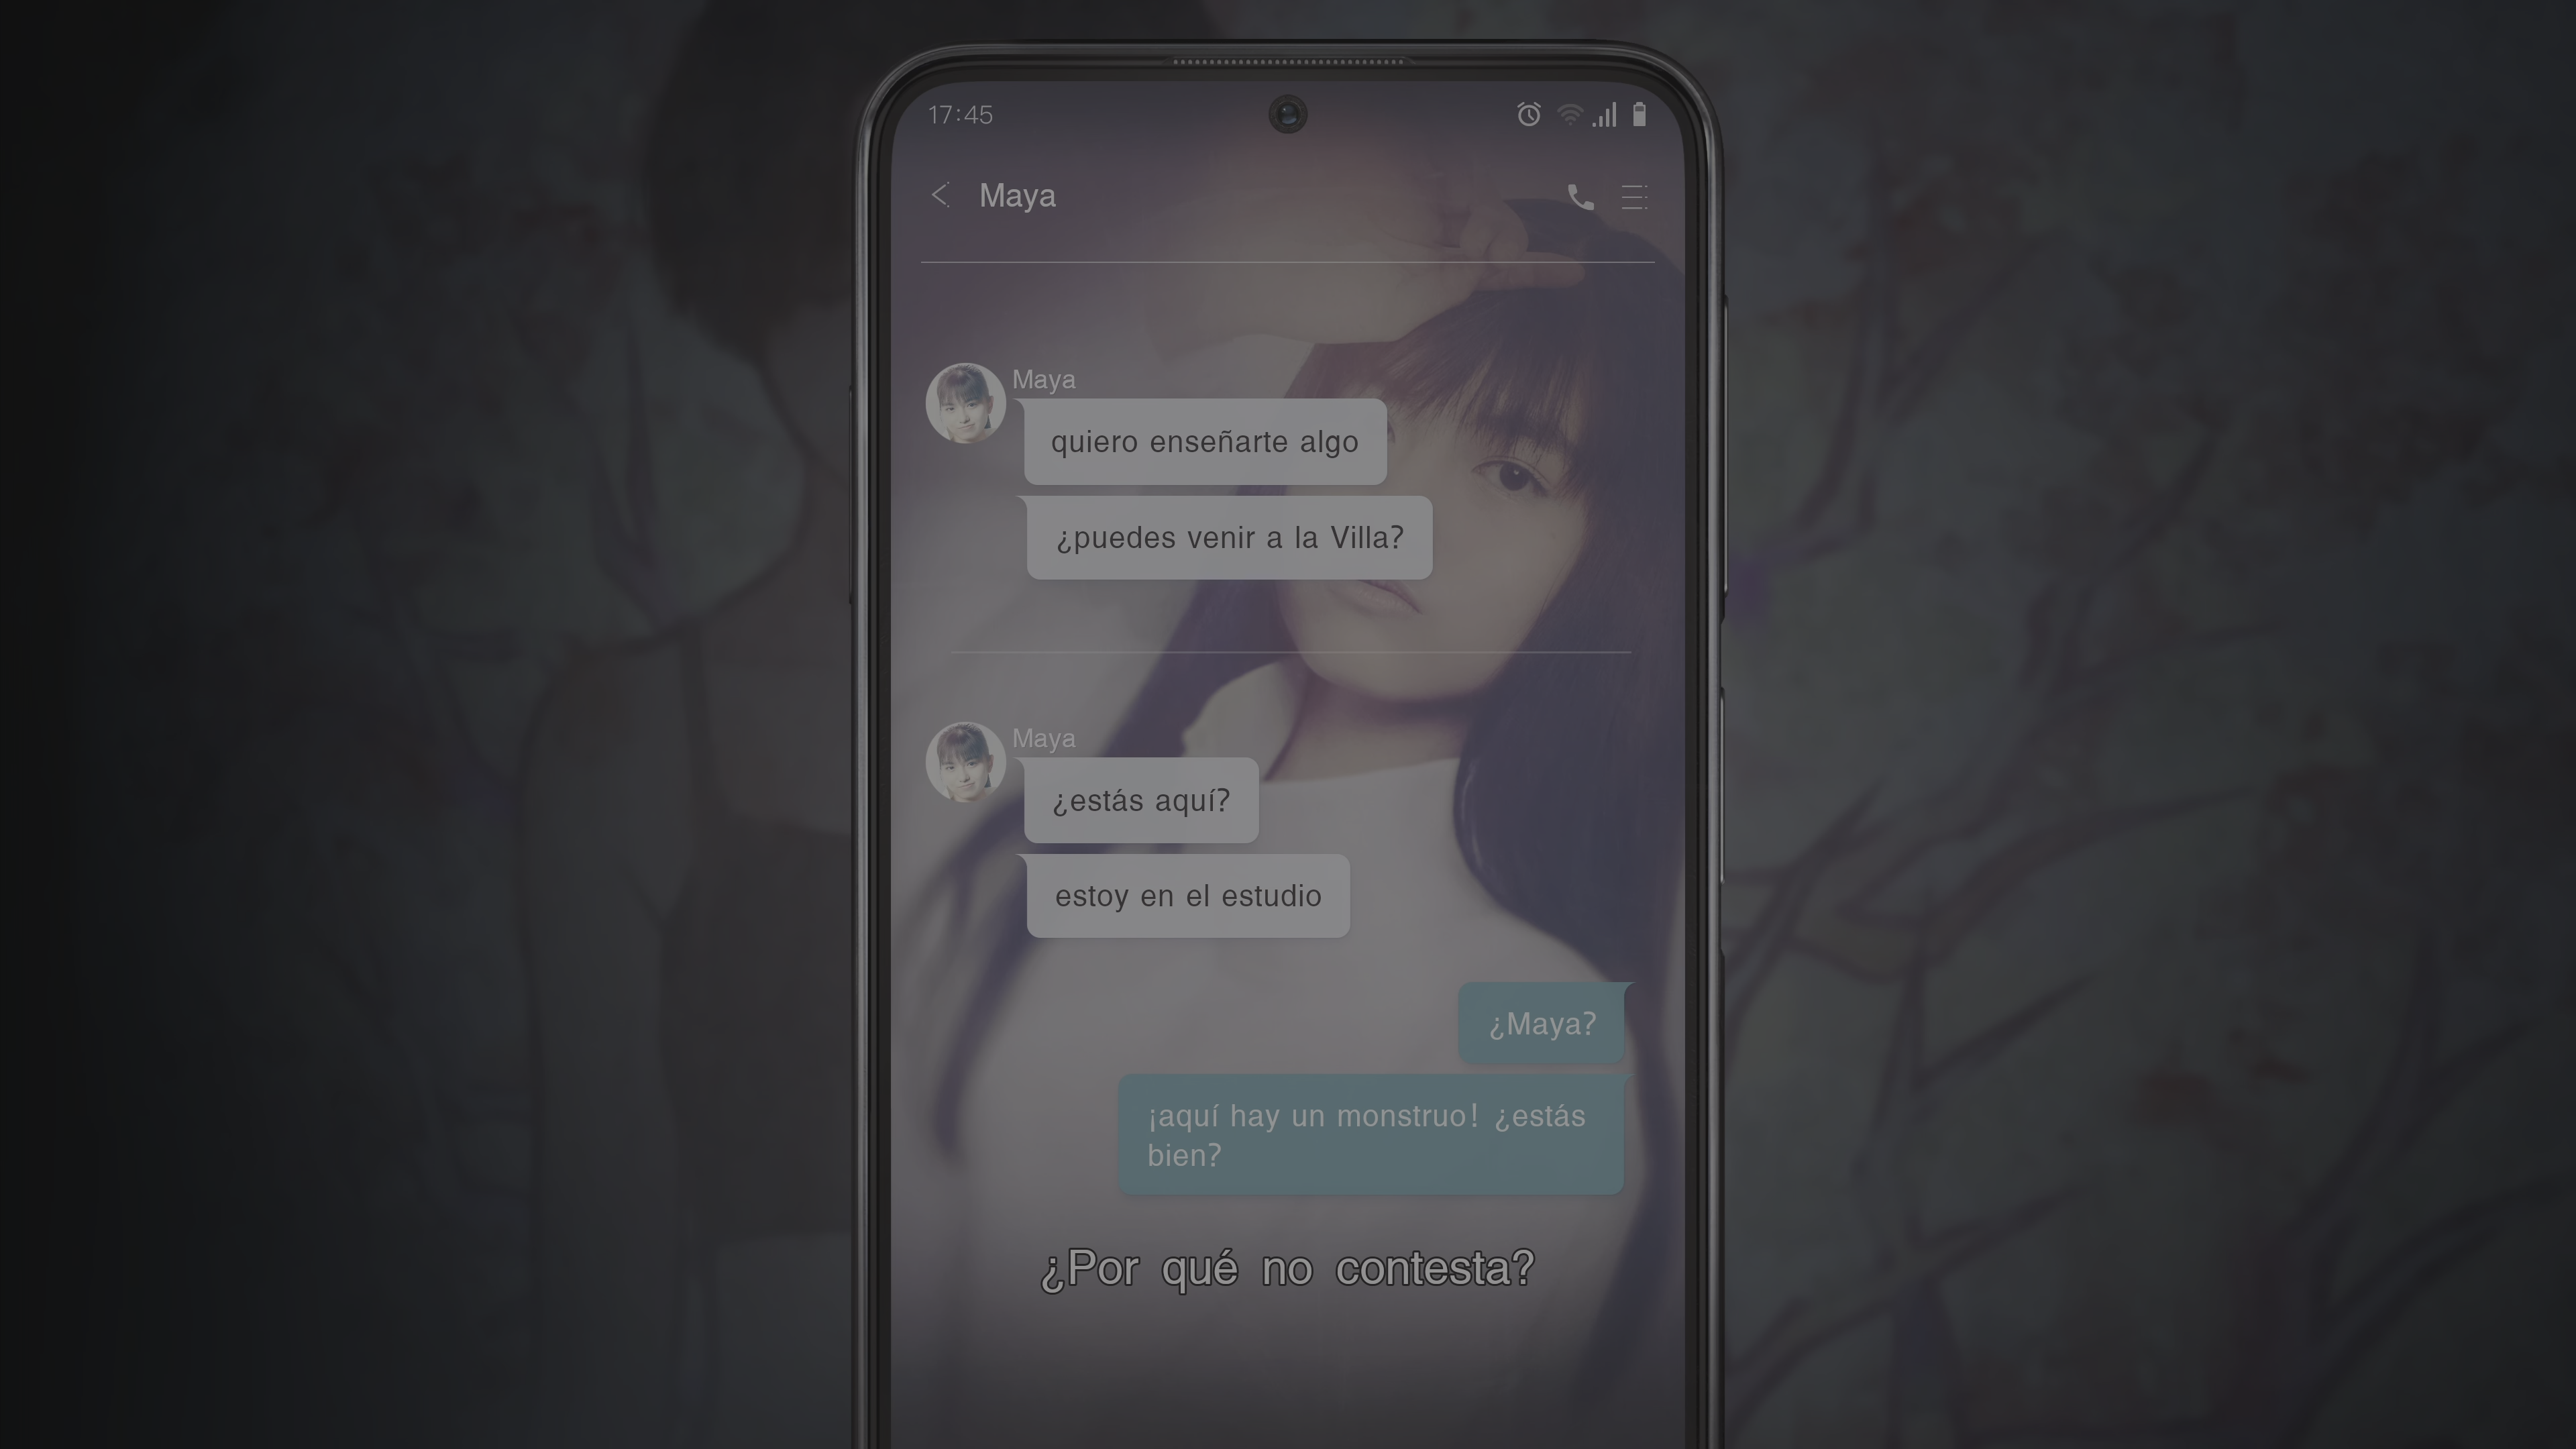 17:45
Maya
Maya
quiero enseñarte algo
¿puedes venir a la Villa?
Maya
¿estás aquí?
estoy en el estudio
¿Maya?
¡aquí hay un monstruo! ¿estás
bien?
¿Por qué no contesta?